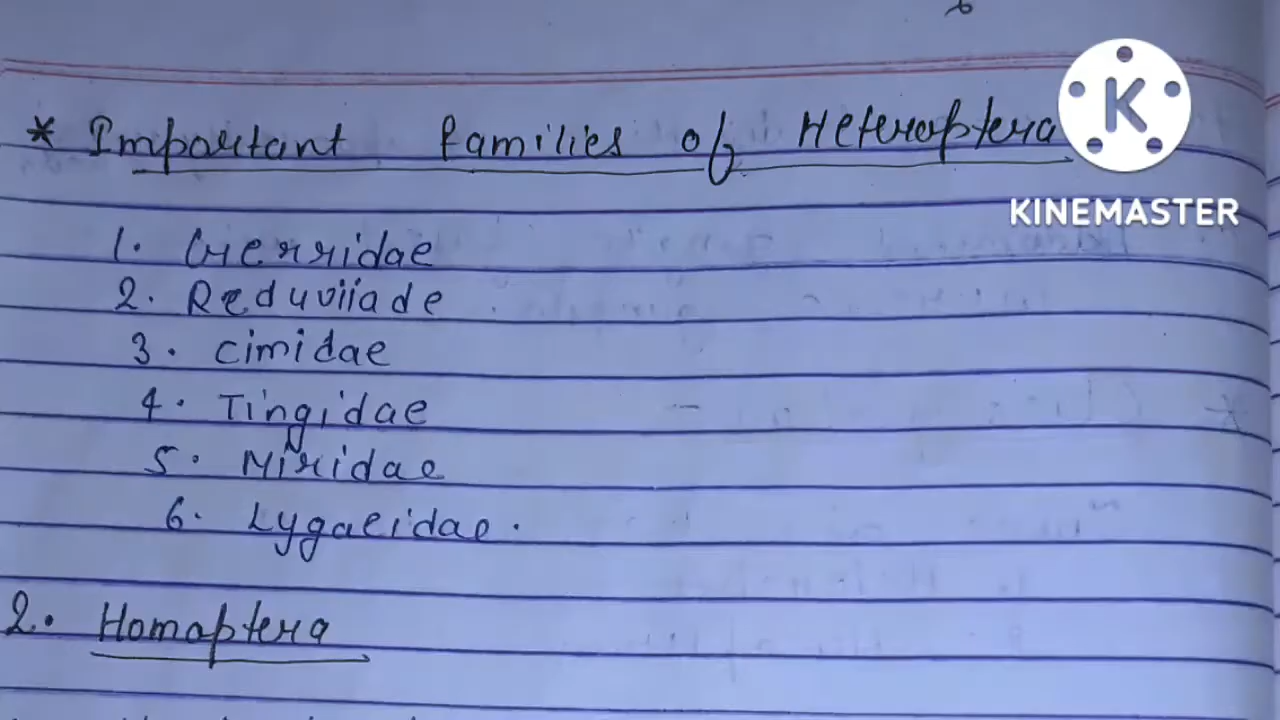 * Important families of Heteroptera
KINEMASTER
1. Gerridae
2. Reduviiade
3. cimidae
4. Tingidae
5. Miridae
6. Lygaeidae.
2. Homoptera